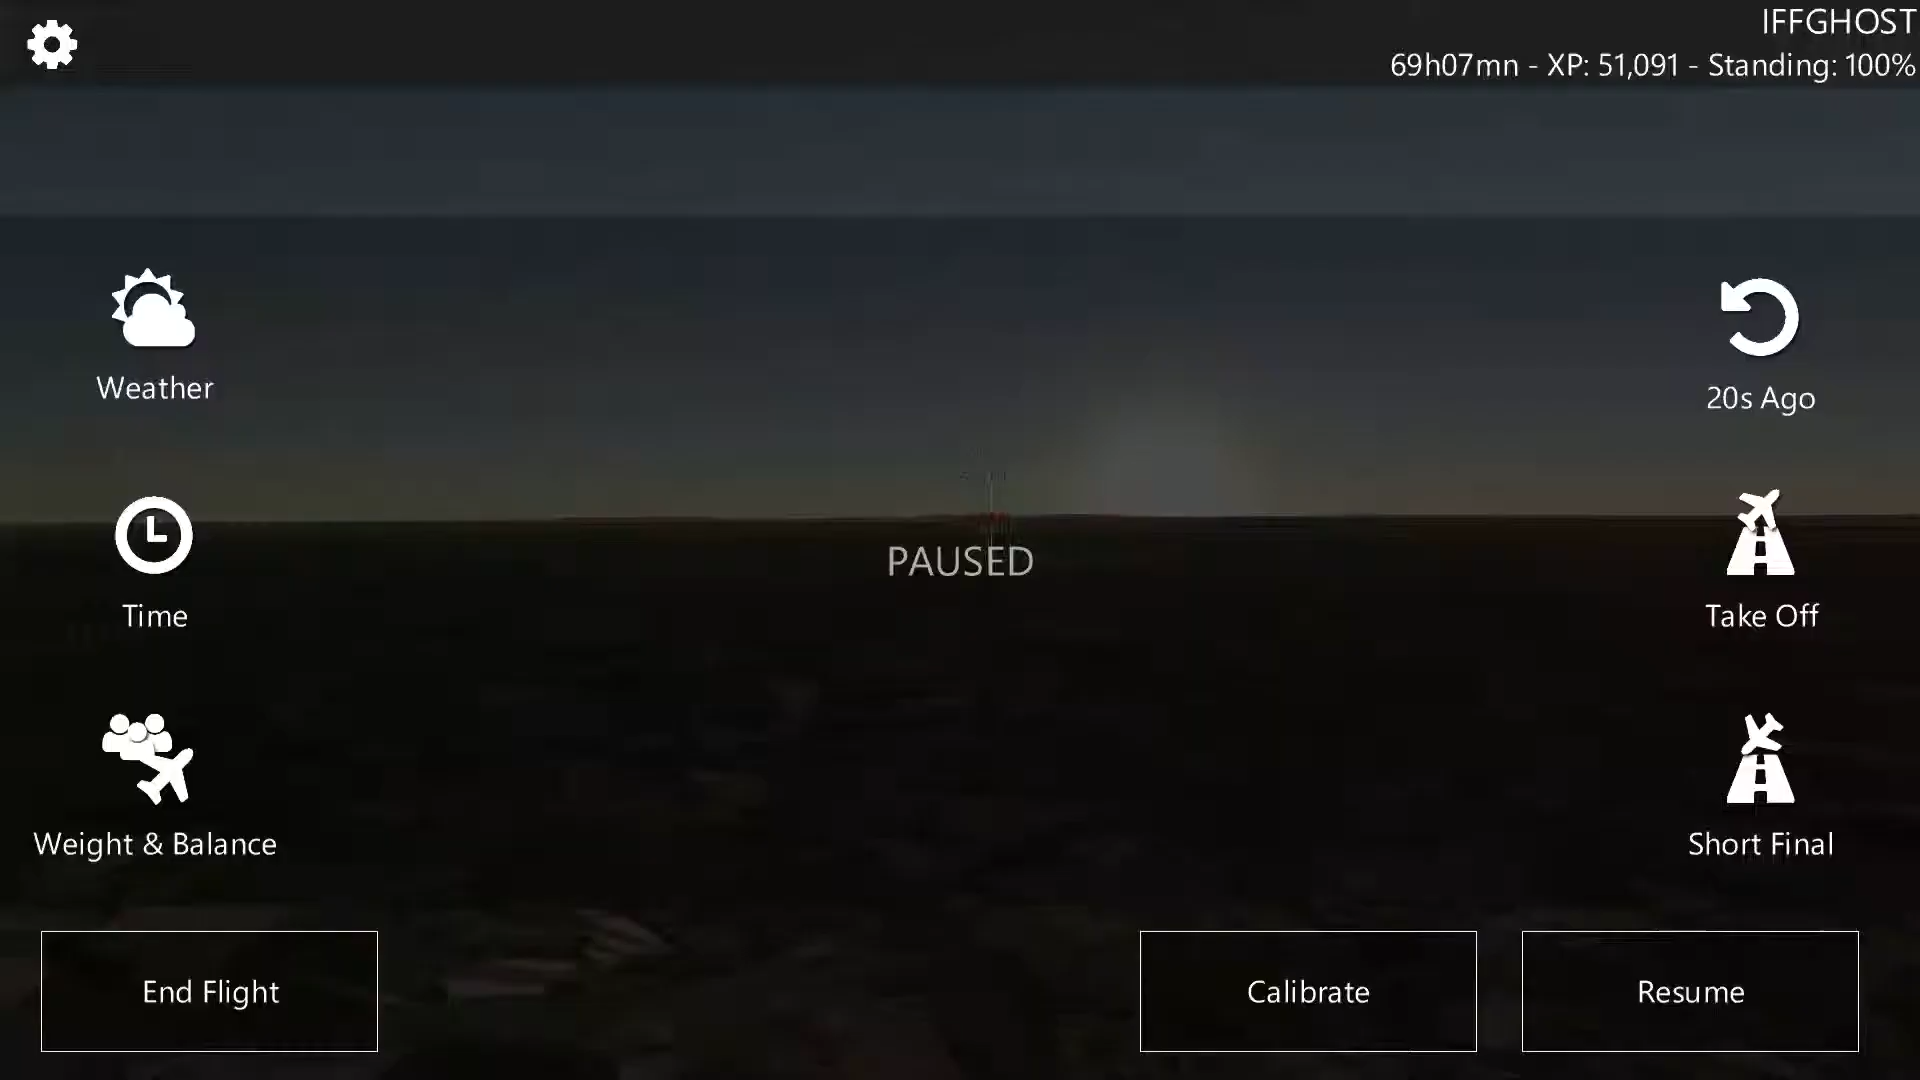 IFFGHOST
69h07mn - XP: 51,091 - Standing: 100%
Weather
20s Ago
PAUSED
Time
Take Off
Weight & Balance
Short Final
End Flight
Calibrate
Resume